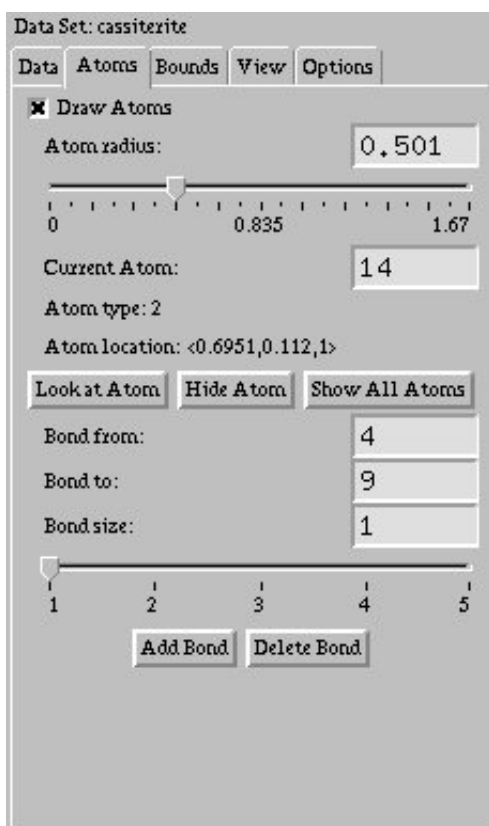 Data Set: cassiterite
Data Atoms Bounds View Options
Draw Atoms
Atom radius: 0.501
0 0.835 1.67
Current Atom: 14
Atom type: 2
Atom location: <0.6951,0.112,1>
Look at Atom Hide Atom Show All Atoms
Bond from: 4
Bond to: 9
Bond size: 1
1 2 3 4 5
Add Bond Delete Bond